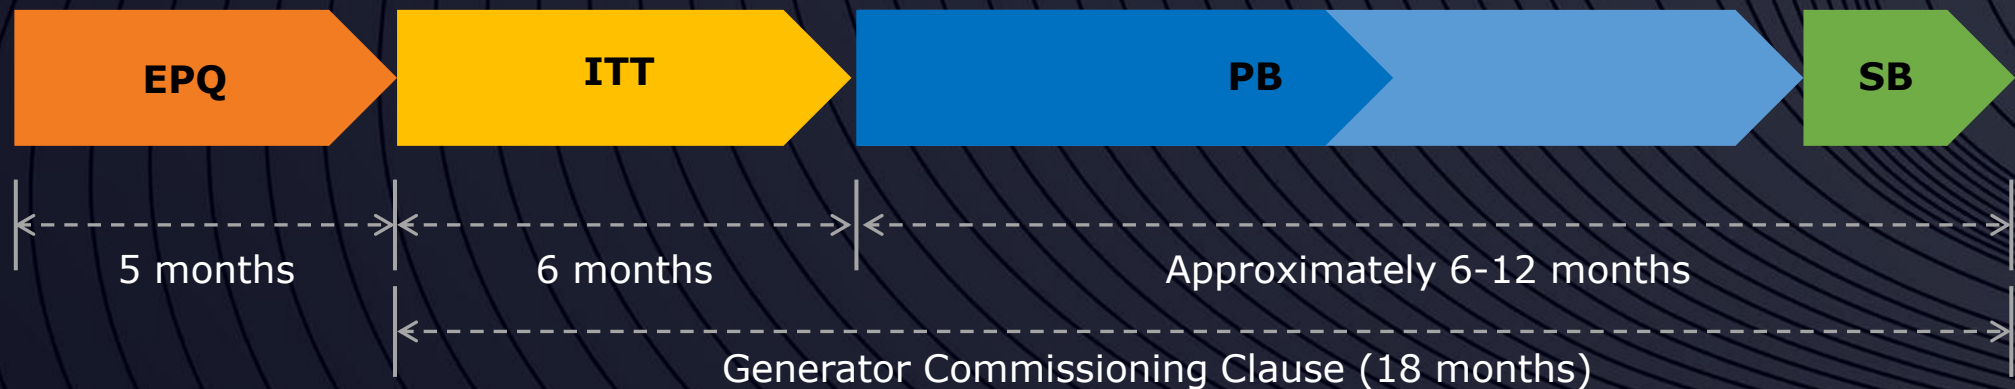 EPQ
ITT
PB
SB
5 months
6 months
Approximately 6-12 months
Generator Commissioning Clause (18 months)